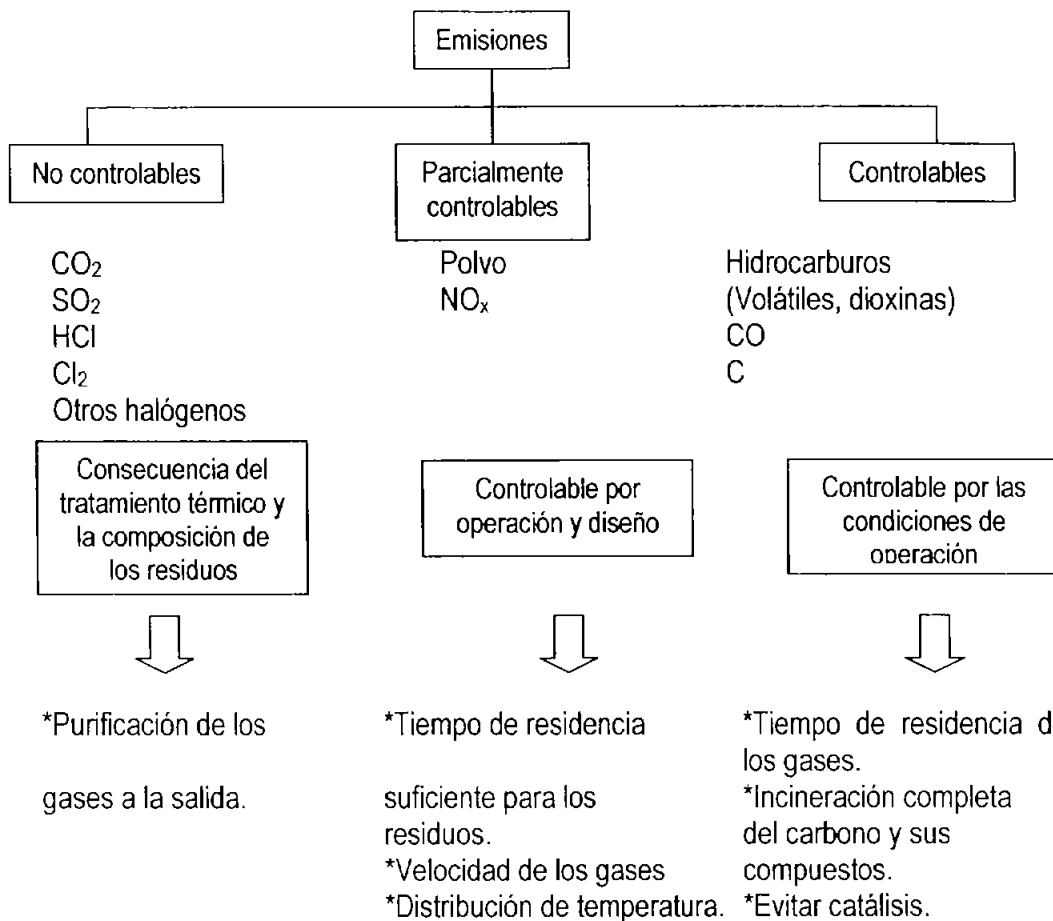 Emisiones
No controlables
Parcialmente
controlables
Controlables
CO₂
SO₂
HCl
Cl₂
Otros halógenos
Polvo
NOₓ
Hidrocarburos
(Volátiles, dioxinas)
CO
C
Consecuencia del
tratamiento térmico y
la composición de
los residuos
Controlable por
operación y diseño
Controlable por las
condiciones de
operación
*Purificación de los
gases a la salida.
*Tiempo de residencia
suficiente para los
residuos.
*Velocidad de los gases
*Distribución de temperatura.
*Tiempo de residencia d
los gases.
*Incineración completa
del carbono y sus
compuestos.
*Evitar catálisis.